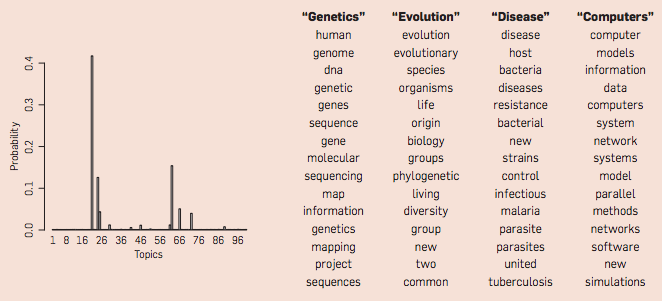 “Genetics” “Evolution” “Disease” “Computers”
human evolution disease computer
genome evolutionary host models
dna species bacteria information
genetic organisms diseases data
genes life resistance computers
sequence origin bacterial system
gene biology new network
molecular groups strains systems
sequencing phylogenetic control model
map living infectious parallel
information diversity malaria methods
genetics group parasite networks
mapping new parasites software
project two united new
sequences common tuberculosis simulations
Probability
0.4
0.3
0.2
0.1
0.0
1 8 16 26 36 46 56 66 76 86 96
Topics